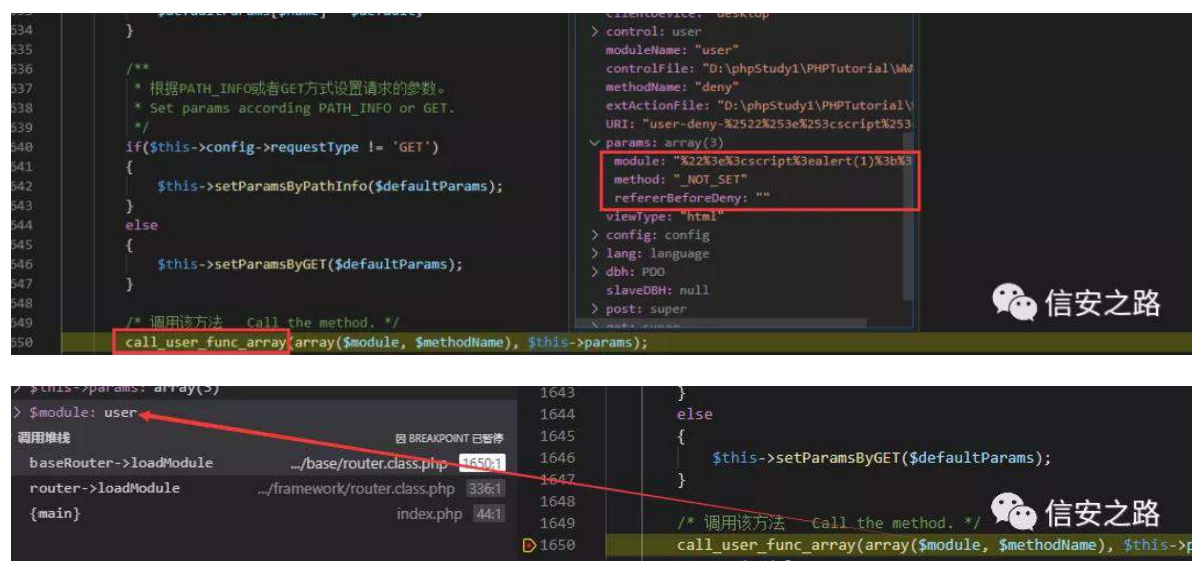 634 }
635
636 /**
637 * 根据PATH_INFO或者GET方式设置请求的参数。
638 * Set params according PATH_INFO or GET.
639 */
640 if($this->config->requestType != 'GET')
641 {
642 $this->setParamsByPathInfo($defaultParams);
643 }
644 else
645 {
646 $this->setParamsByGET($defaultParams);
647 }
648
649 /* 调用该方法 Call the method. */
650 call_user_func_array(array($module, $methodName), $this->params);
clientDevice: "desktop"
> control: user
moduleName: "user"
controlFile: "D:\phpStudy1\PHPTutorial\WW
methodName: "deny"
extActionFile: "D:\phpStudy1\PHPTutorial\
URI: "user-deny-%2522%253e%253cscript%253
params: array(3)
module: "%22%3e%3cscript%3ealert(1)%3b%3
method: "_NOT_SET"
refererBeforeDeny: ""
viewType: "html"
> config: config
> lang: language
> dbh: PDO
slaveDBH: null
> post: super
信安之路
> $this->params: array(3)
> $module: user
调用堆栈 因 BREAKPOINT 已暂停
baseRouter->loadModule .../base/router.class.php 1650:1
router->loadModule .../framework/router.class.php 336:1
{main} index.php 44:1
1643 }
1644 else
1645 {
1646 $this->setParamsByGET($defaultParams);
1647 }
1648
1649 /* 调用该方法 Call the method. */
1650 call_user_func_array(array($module, $methodName), $this->p
信安之路